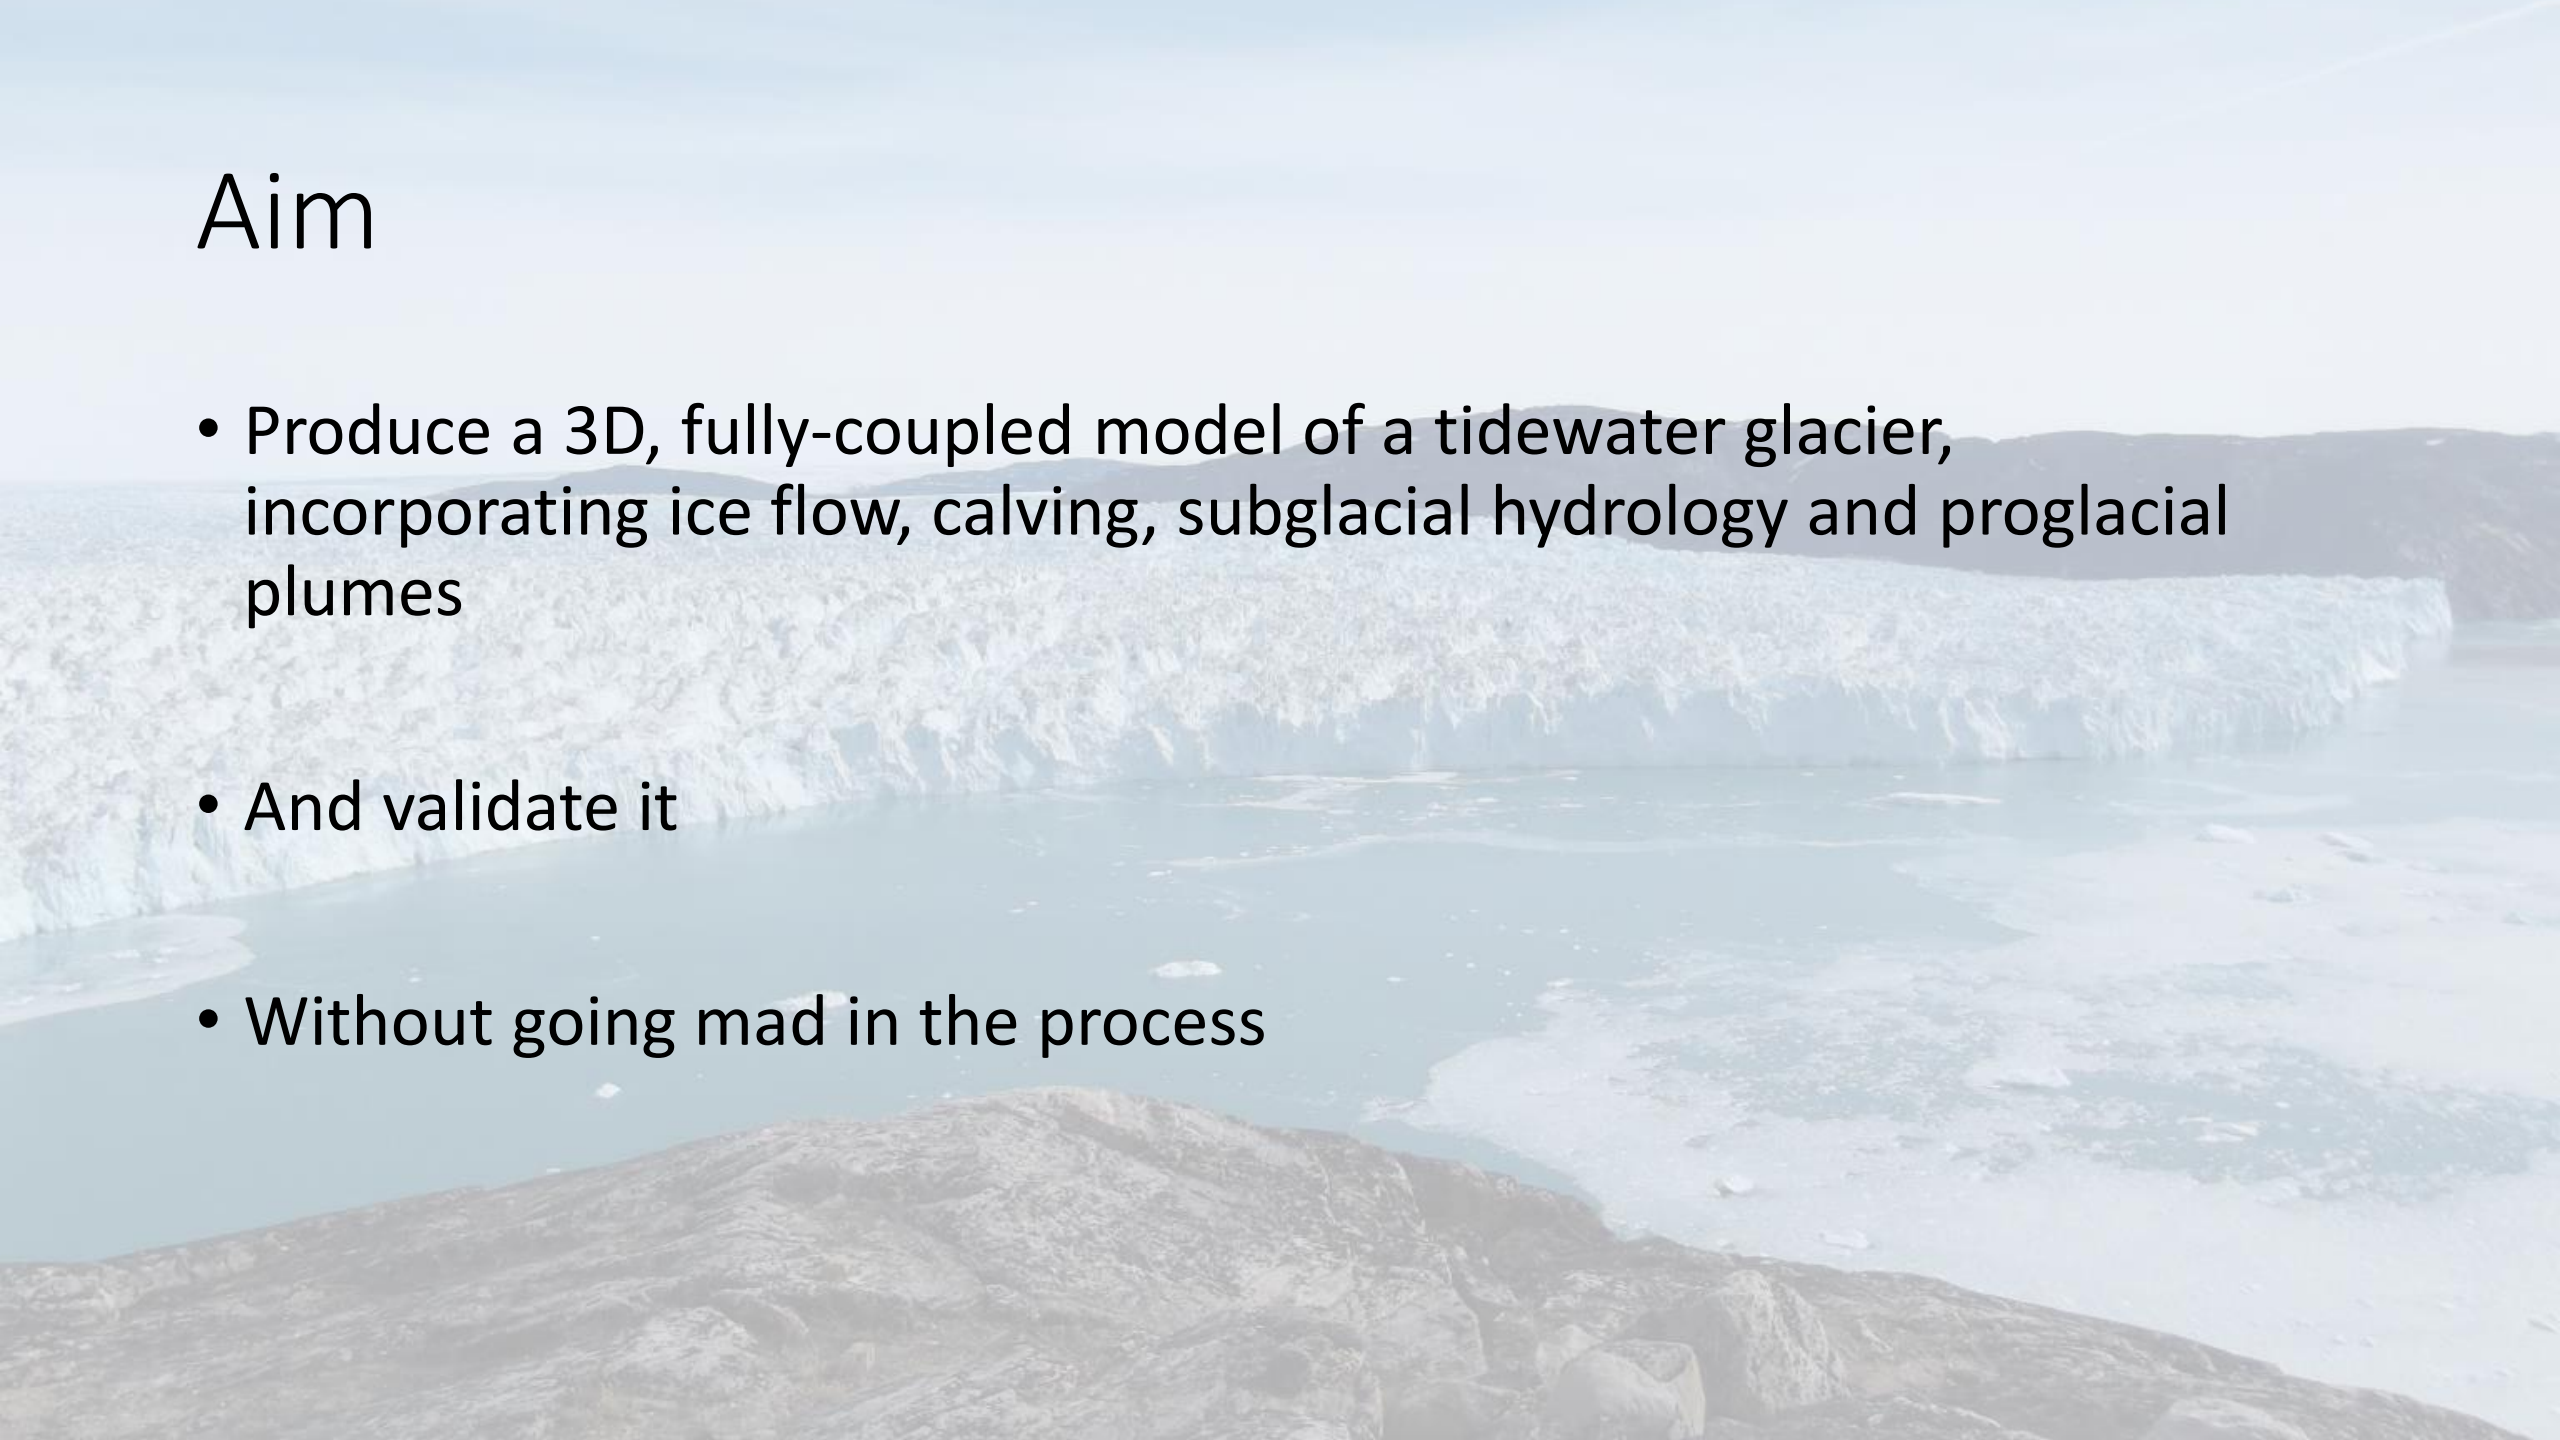 Aim
• Produce a 3D, fully-coupled model of a tidewater glacier,
incorporating ice flow, calving, subglacial hydrology and proglacial
plumes
• And validate it
• Without going mad in the process